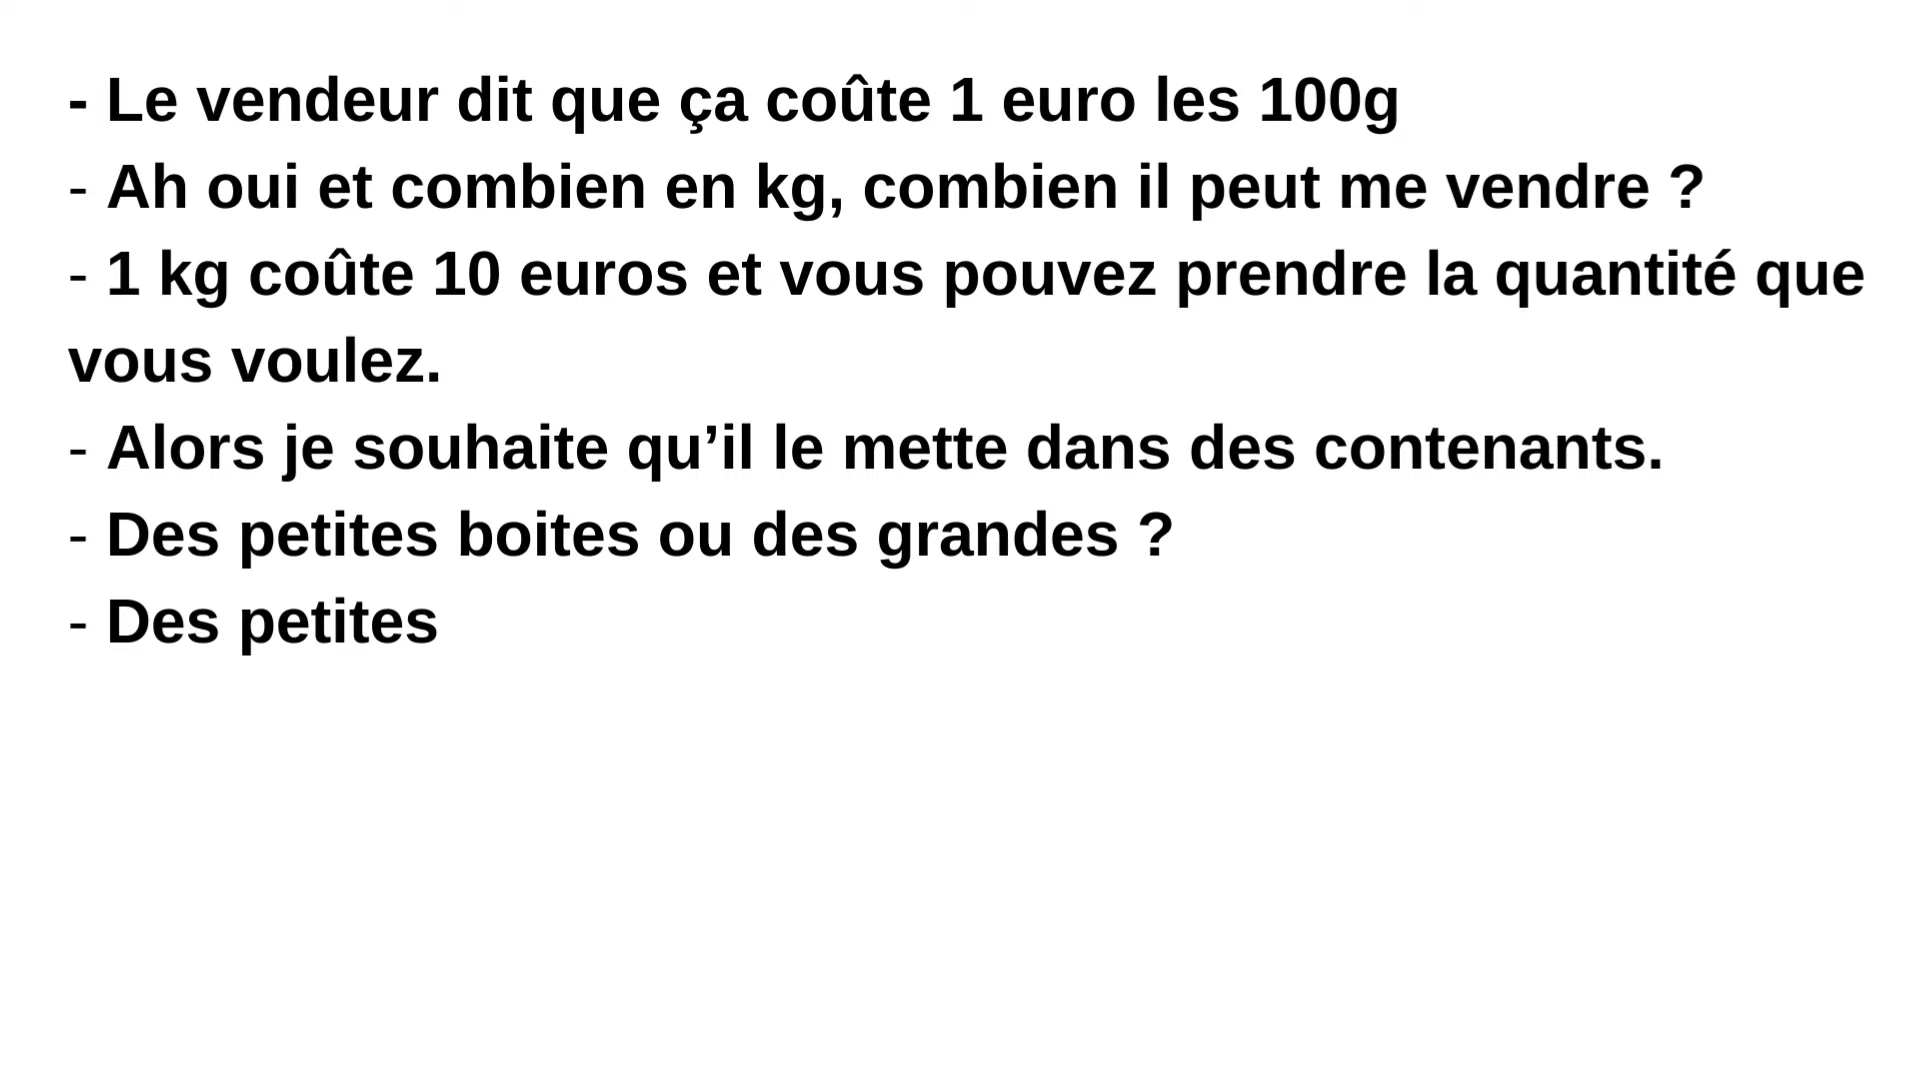 - Le vendeur dit que ça coûte 1 euro les 100g
- Ah oui et combien en kg, combien il peut me vendre ?
- 1 kg coûte 10 euros et vous pouvez prendre la quantité que
vous voulez.
- Alors je souhaite qu’il le mette dans des contenants.
- Des petites boites ou des grandes ?
- Des petites